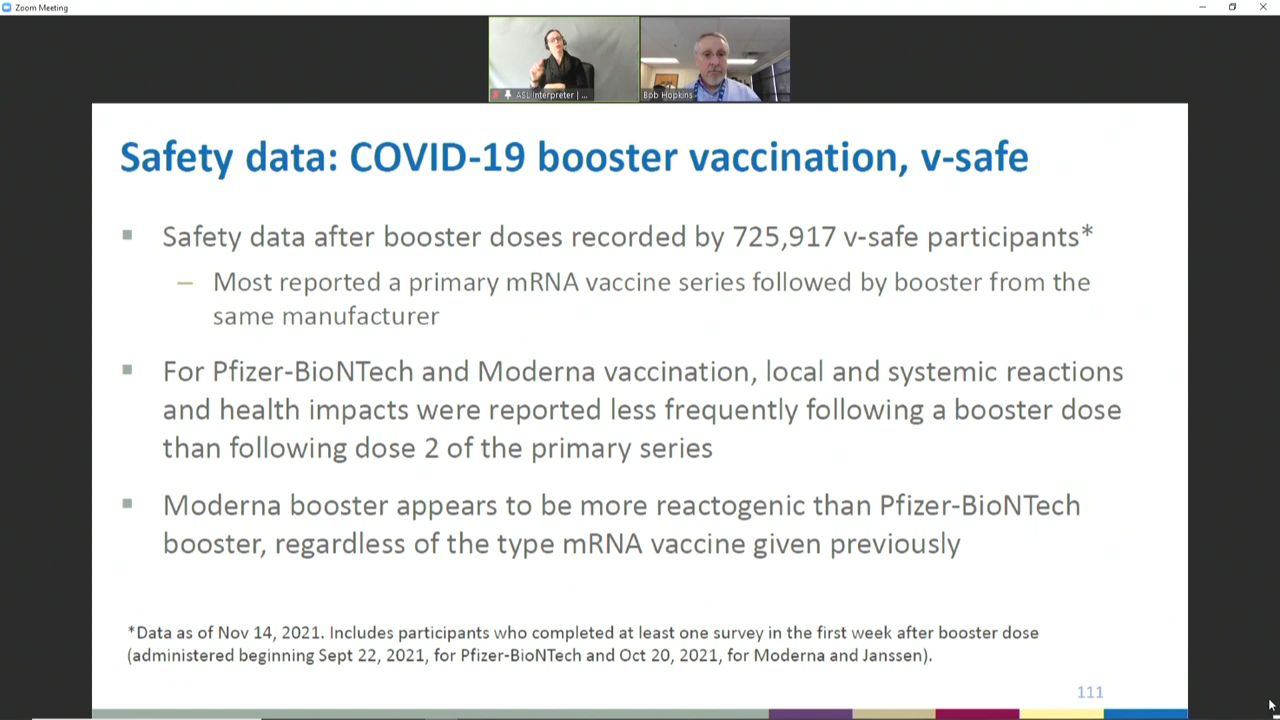 Zoom Meeting
ASL Interpreter | ...
Bob Hopkins
Safety data: COVID-19 booster vaccination, v-safe
Safety data after booster doses recorded by 725,917 v-safe participants*
– Most reported a primary mRNA vaccine series followed by booster from the
same manufacturer
For Pfizer-BioNTech and Moderna vaccination, local and systemic reactions
and health impacts were reported less frequently following a booster dose
than following dose 2 of the primary series
Moderna booster appears to be more reactogenic than Pfizer-BioNTech
booster, regardless of the type mRNA vaccine given previously
*Data as of Nov 14, 2021. Includes participants who completed at least one survey in the first week after booster dose
(administered beginning Sept 22, 2021, for Pfizer-BioNTech and Oct 20, 2021, for Moderna and Janssen).
111